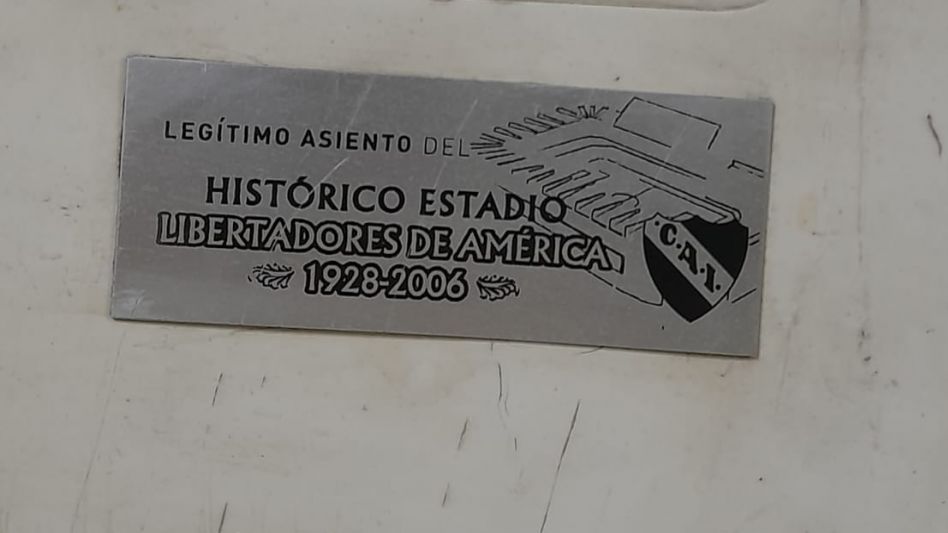 LEGÍTIMO ASIENTO DEL
HISTÓRICO ESTADIO
LIBERTADORES DE AMÉRICA
1928-2006
C.A.I.